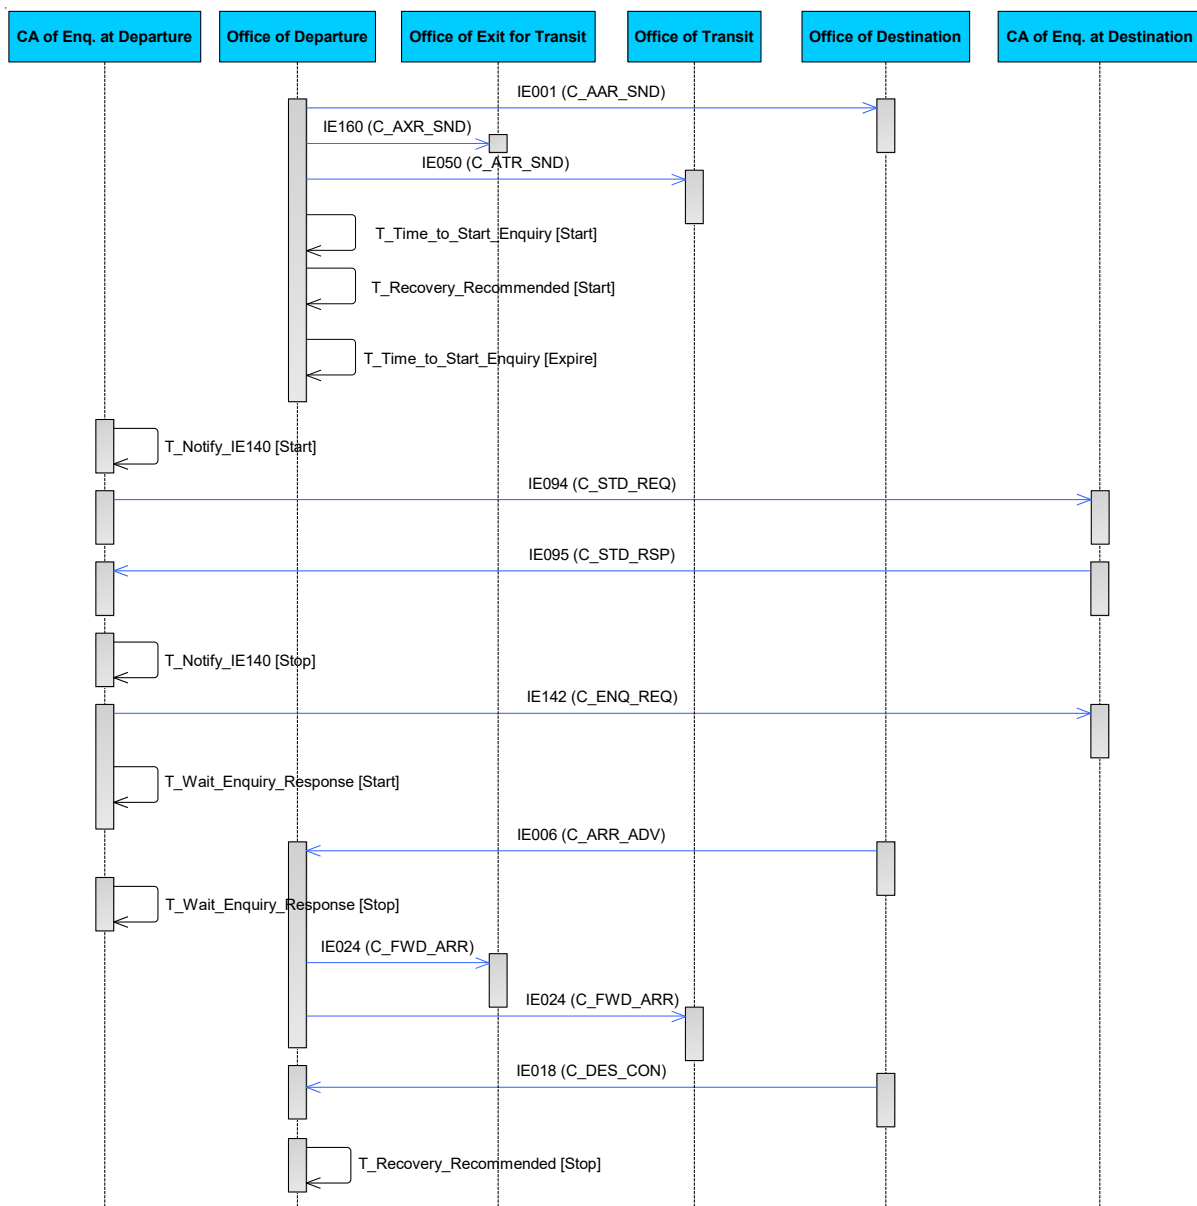 CA of Enq. at Departure
Office of Departure
Office of Exit for Transit
Office of Transit
Office of Destination
CA of Enq. at Destination
IE001 (C_AAR_SND)
IE160 (C_AXR_SND)
IE050 (C_ATR_SND)
T_Time_to_Start_Enquiry [Start]
T_Recovery_Recommended [Start]
T_Time_to_Start_Enquiry [Expire]
T_Notify_IE140 [Start]
IE094 (C_STD_REQ)
IE095 (C_STD_RSP)
T_Notify_IE140 [Stop]
IE142 (C_ENQ_REQ)
T_Wait_Enquiry_Response [Start]
IE006 (C_ARR_ADV)
T_Wait_Enquiry_Response [Stop]
IE024 (C_FWD_ARR)
IE024 (C_FWD_ARR)
IE018 (C_DES_CON)
T_Recovery_Recommended [Stop]